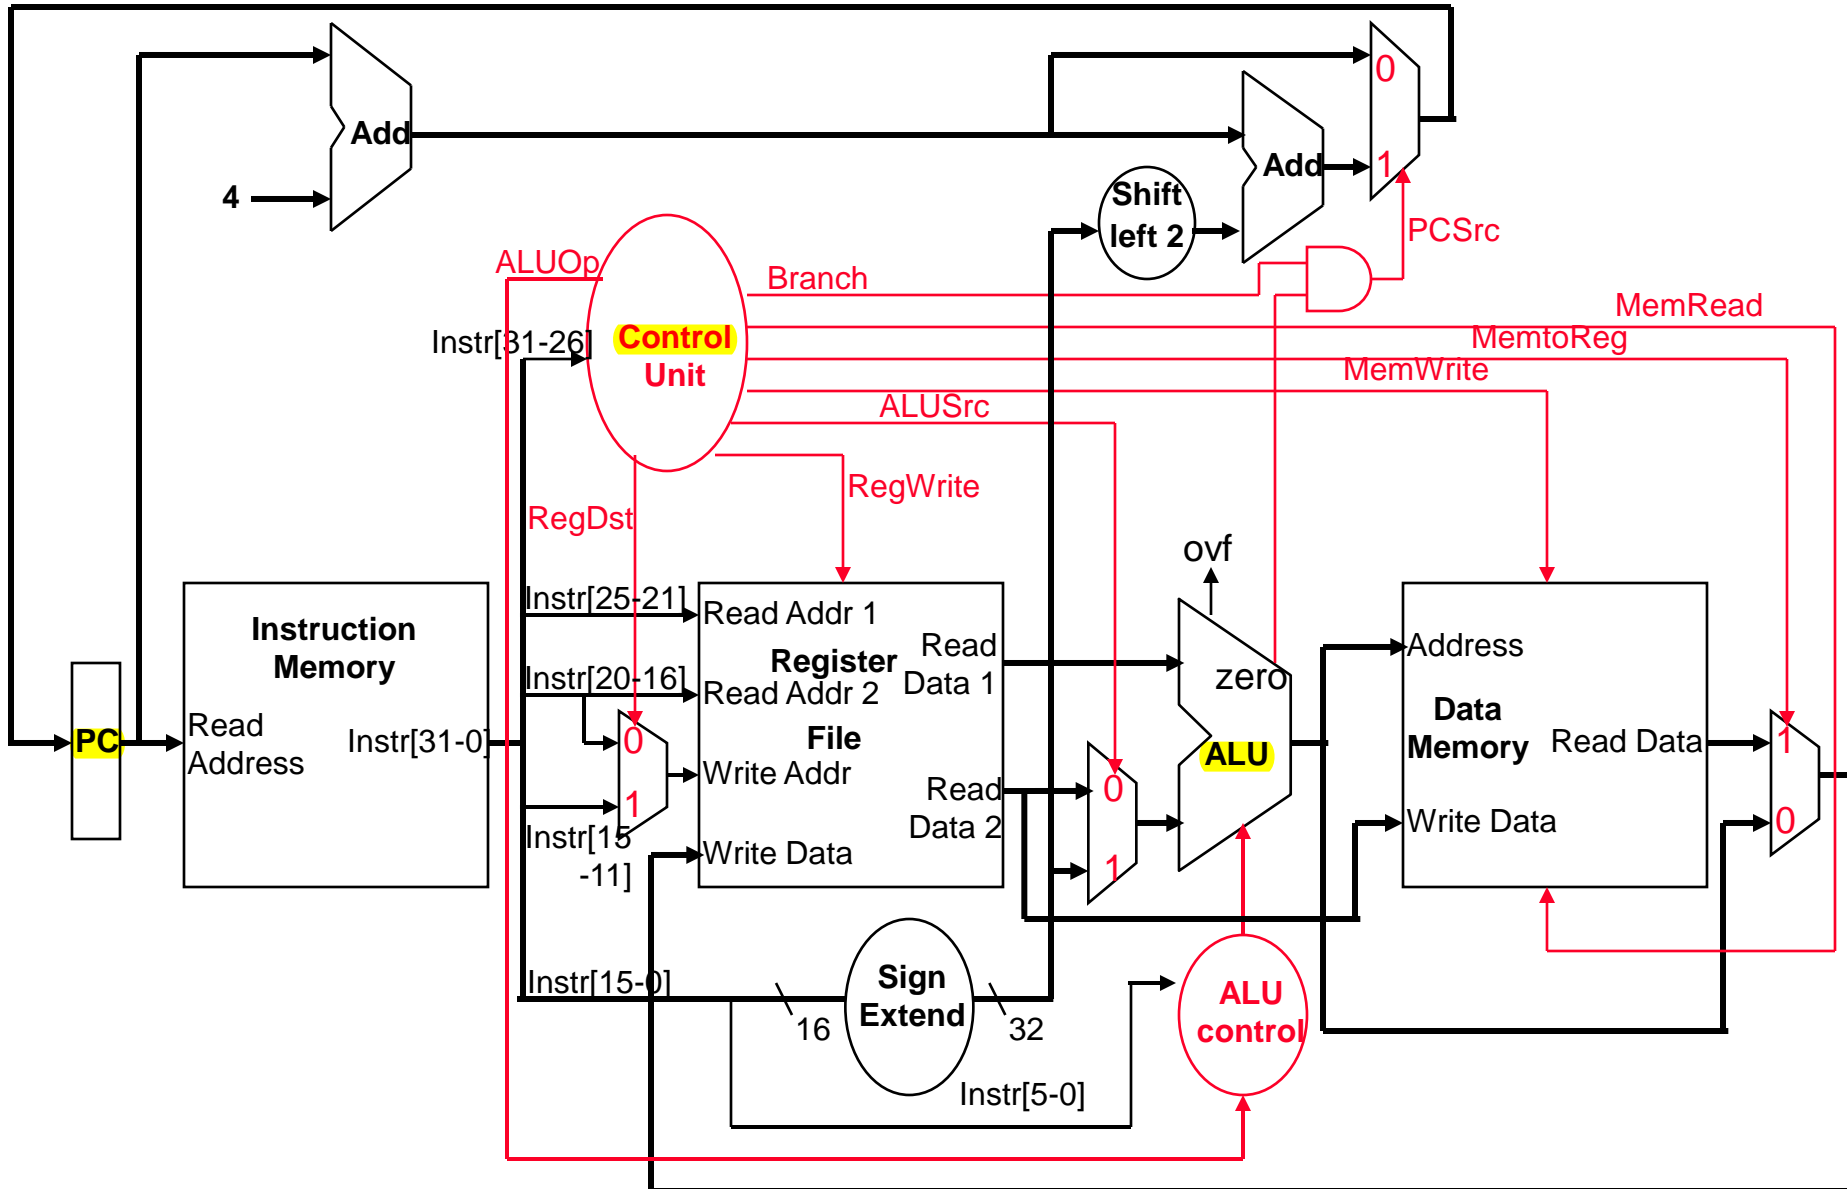 0
Add
Add
1
4
Shift
left 2
PCSrc
ALUOp
Branch
MemRead
Instr[31-26]
Control
Unit
MemtoReg
MemWrite
ALUSrc
RegWrite
RegDst
ovf
Instr[25-21]
Read Addr 1
Instruction
Memory
Register
Read
Data 1
Address
Instr[20-16]
Read Addr 2
zero
PC
Read
Address
Instr[31-0]
0
File
ALU
Data
Memory
Read Data
1
Write Addr
1
Read
Data 2
0
Write Data
0
Instr[15
-11]
Write Data
1
Instr[15-0]
Sign
Extend
16
32
ALU
control
Instr[5-0]